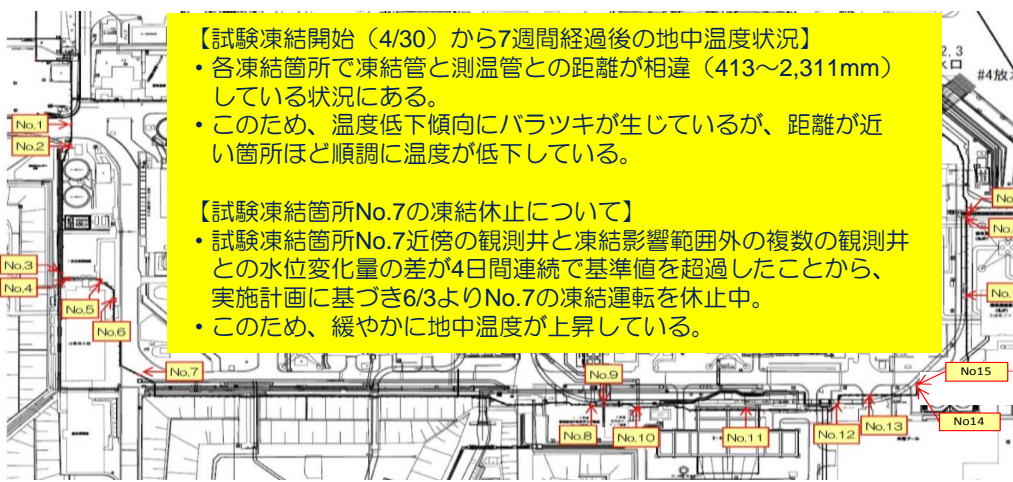 【試験凍結開始（4/30）から7週間経過後の地中温度状況】
・各凍結箇所で凍結管と測温管との距離が相違（413～2,311mm）
している状況にある。
・このため、温度低下傾向にバラツキが生じているが、距離が近
い箇所ほど順調に温度が低下している。
【試験凍結箇所No.7の凍結休止について】
・試験凍結箇所No.7近傍の観測井と凍結影響範囲外の複数の観測井
との水位変化量の差が4日間連続で基準値を超過したことから、
実施計画に基づき6/3よりNo.7の凍結運転を休止中。
・このため、緩やかに地中温度が上昇している。
No.1
No.2
No.3
No.4
No.5
No.6
No.7
No.8
No.9
No.10
No.11
No.12
No.13
No14
No15